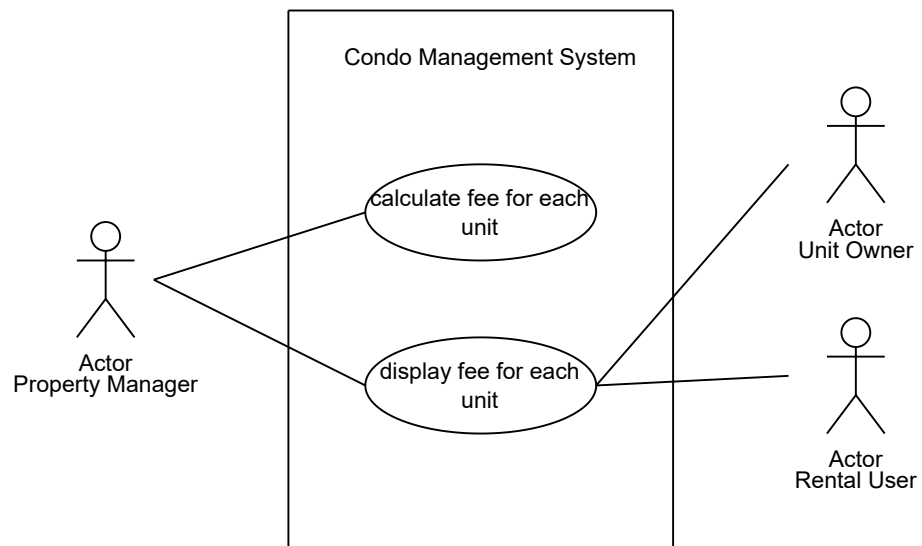 Condo Management System
calculate fee for each
unit
display fee for each
unit
Actor
Property Manager
Actor
Unit Owner
Actor
Rental User